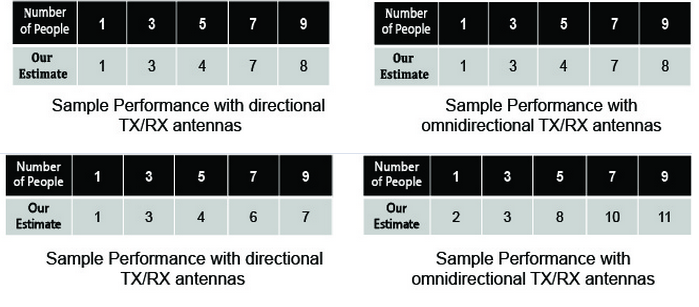 Number of People 1 3 5 7 9
Our Estimate 1 3 4 7 8
Sample Performance with directional
TX/RX antennas
Number of People 1 3 5 7 9
Our Estimate 1 3 4 7 8
Sample Performance with
omnidirectional TX/RX antennas
Number of People 1 3 5 7 9
Our Estimate 1 3 4 6 7
Sample Performance with directional
TX/RX antennas
Number of People 1 3 5 7 9
Our Estimate 2 3 8 10 11
Sample Performance with
omnidirectional TX/RX antennas